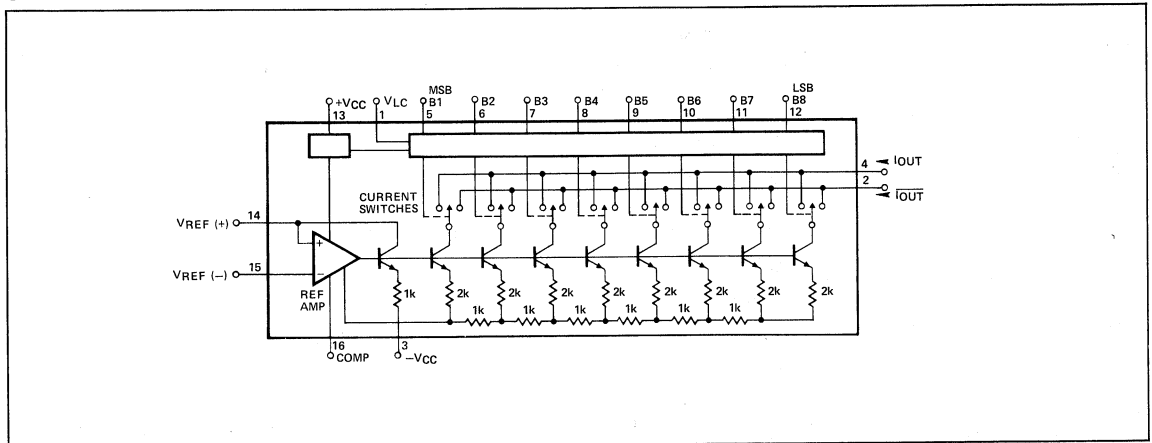 MSB LSB
+VCC VLC B1 B2 B3 B4 B5 B6 B7 B8
13 1 5 6 7 8 9 10 11 12
4 IOUT
2 IOUT
CURRENT
SWITCHES
VREF (+) 14
+
VREF (−) 15
−
REF
AMP
1k 2k 2k 2k 2k 2k 2k 2k 2k
1k 1k 1k 1k 1k 1k
16 3
COMP −VCC